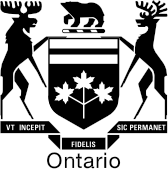 VT INCEPIT SIC PERMANET
FIDELIS
Ontario